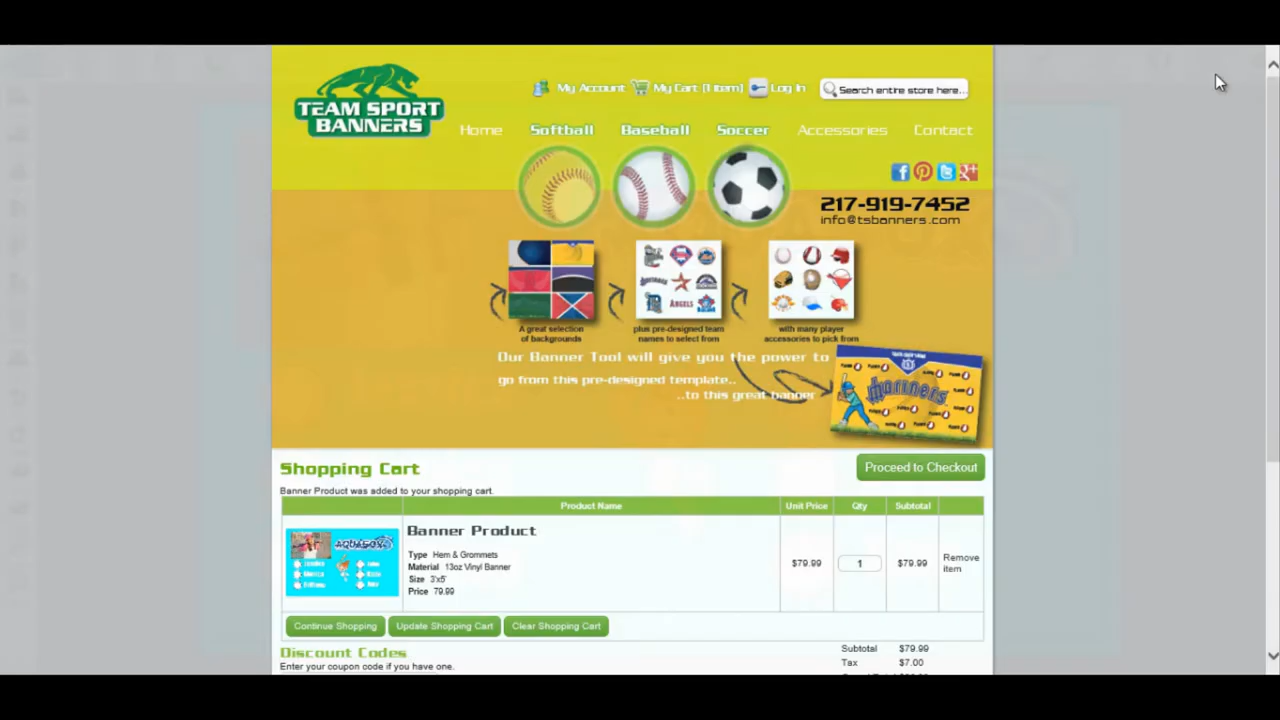 TEAM SPORT
BANNERS
My Account
My Cart [1 item]
Log In
Search entire store here...
Home
Softball
Baseball
Soccer
Accessories
Contact
217-919-7452
info@tsbanners.com
A great selection
of backgrounds
plus pre-designed team
names to select from
with many player
accessories to pick from
ANGELS
Our Banner Tool will give you the power to
go from this pre-designed template..
..to this great banner
Mariners
Shopping Cart
Proceed to Checkout
Banner Product was added to your shopping cart.
Product Name
Unit Price
Qty
Subtotal
AQUASOX
Banner Product
Type Hem & Grommets
Material 13oz Vinyl Banner
Size 3'x5'
Price 79.99
$79.99
1
$79.99
Remove
item
Continue Shopping
Update Shopping Cart
Clear Shopping Cart
Discount Codes
Enter your coupon code if you have one.
Subtotal $79.99
Tax $7.00